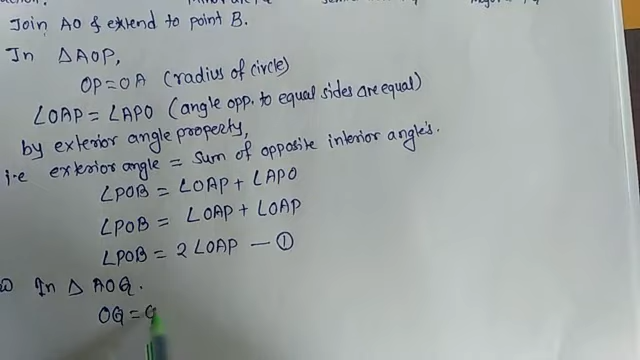 Join AO & extend to point B.
In △AOP,
OP = OA (radius of circle)
∠OAP = ∠APO (angle opp. to equal sides are equal)
by exterior angle property,
i.e exterior angle = sum of opposite interior angle's.
∠POB = ∠OAP + ∠APO
∠POB = ∠OAP + ∠OAP
∠POB = 2∠OAP — ①
In △ AOQ.
OQ =